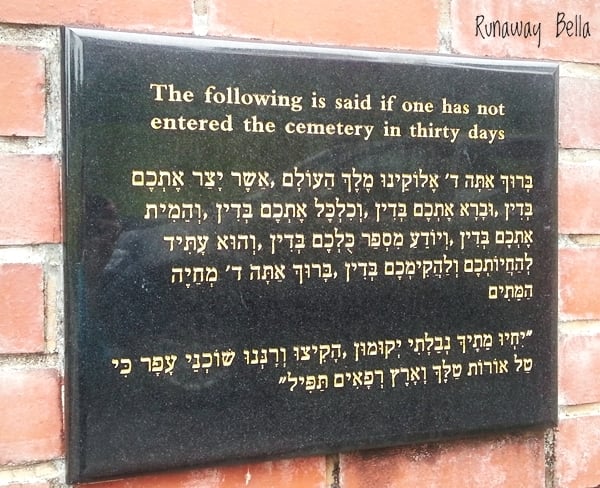 Runaway Bella
The following is said if one has not
entered the cemetery in thirty days
בָּרוּךְ אַתָּה ד׳ אֱלוֹקֵינוּ מֶלֶךְ הָעוֹלָם ,אֲשֶׁר יָצַר אֶתְכֶם
בְּדִין ,וּבָרָא אֶתְכֶם בְּדִין ,וְכִלְכֵּל אֶתְכֶם בְּדִין ,וְהֵמִית
אֶתְכֶם בְּדִין ,וְיוֹדֵעַ מִסְפַּר כֻּלְכֶם בְּדִין ,וְהוּא עָתִיד
לְהַחֲיוֹתְכֶם וְלַהֲקִימְכֶם בְּדִין ,בָּרוּךְ אַתָּה ד׳ מְחַיֵּה
הַמֵּתִים
״יִחְיוּ מֵתֶיךָ נְבֵלָתִי יְקוּמוּן ,הָקִיצוּ וְרַנְּנוּ שׁוֹכְנֵי עָפָר כִּי
טַל אוֹרוֹת טַלֶּךָ וָאָרֶץ רְפָאִים תַּפִּיל״